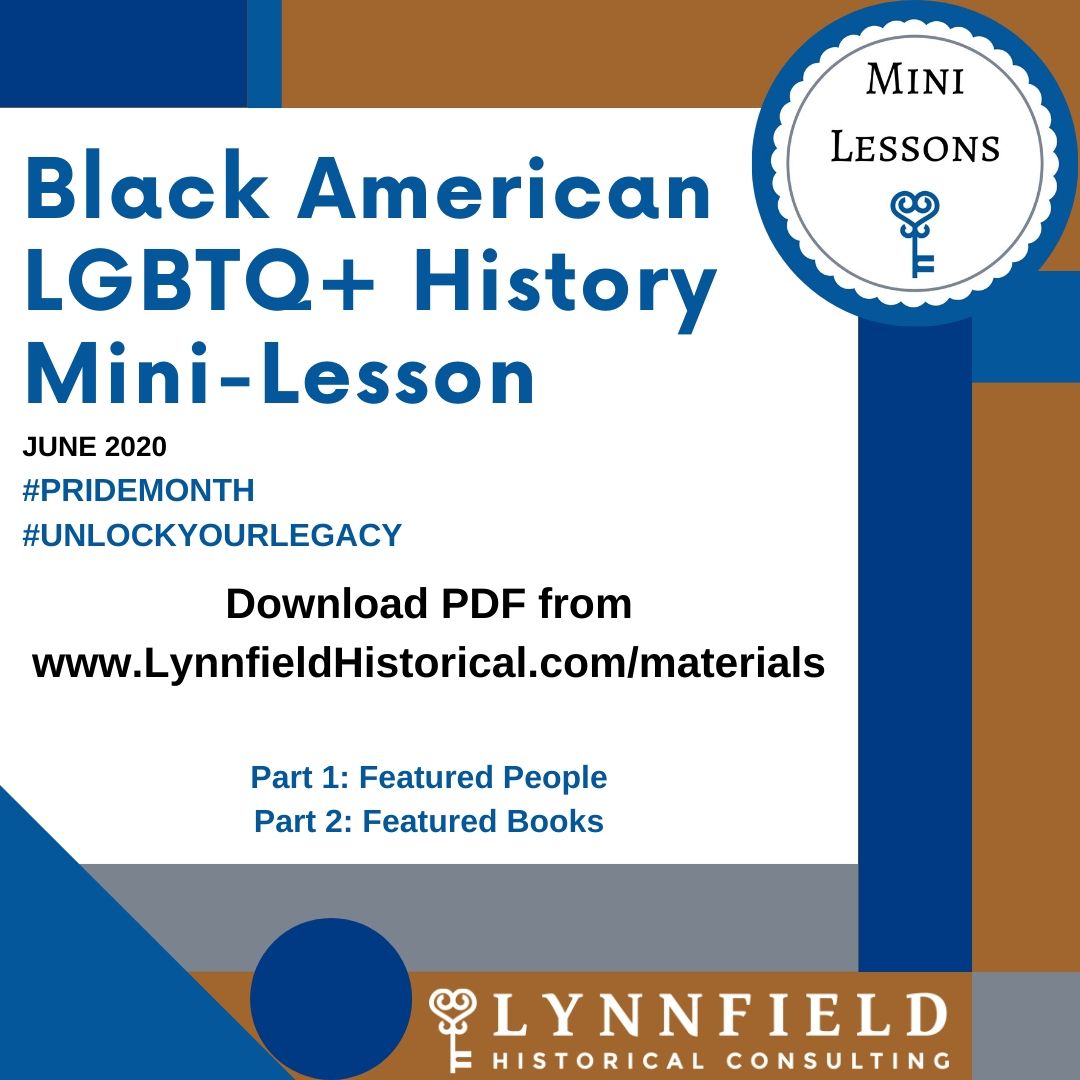 Mini
Lessons
Black American
LGBTQ+ History
Mini-Lesson
JUNE 2020
#PRIDEMONTH
#UNLOCKYOURLEGACY
Download PDF from
www.LynnfieldHistorical.com/materials
Part 1: Featured People
Part 2: Featured Books
LYNNFIELD
HISTORICAL CONSULTING